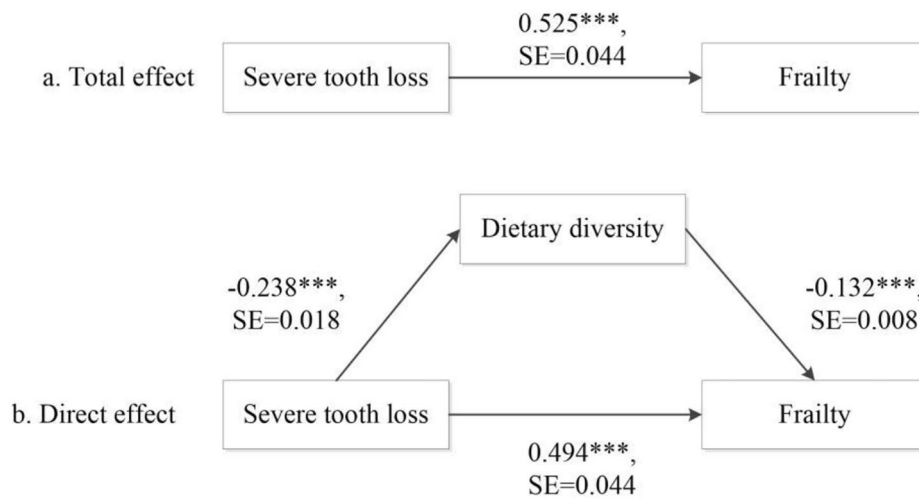 0.525***,
SE=0.044
a. Total effect
Severe tooth loss
Frailty
Dietary diversity
-0.238***,
SE=0.018
-0.132***,
SE=0.008
b. Direct effect
Severe tooth loss
Frailty
0.494***,
SE=0.044